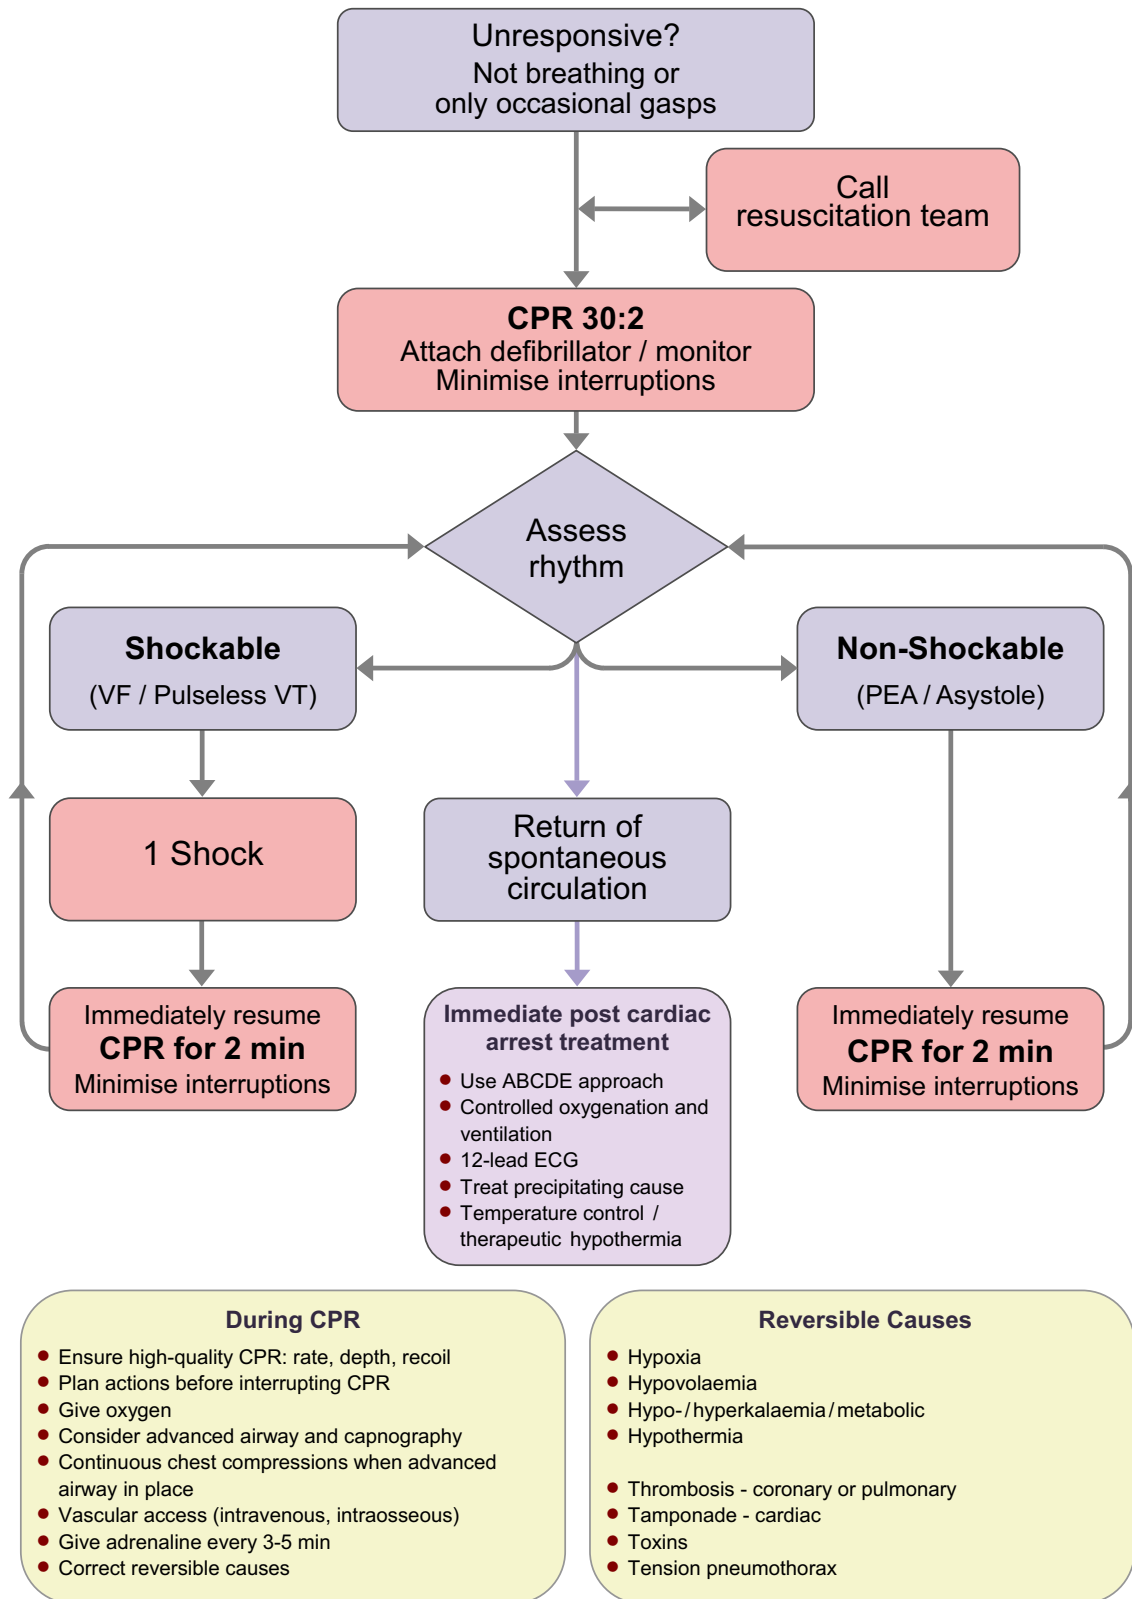 Unresponsive?
Not breathing or
only occasional gasps
Call
resuscitation team
CPR 30:2
Attach defibrillator / monitor
Minimise interruptions
Assess
rhythm
Shockable
(VF / Pulseless VT)
Non-Shockable
(PEA / Asystole)
1 Shock
Return of
spontaneous
circulation
Immediately resume
CPR for 2 min
Minimise interruptions
Immediate post cardiac
arrest treatment
● Use ABCDE approach
● Controlled oxygenation and
ventilation
● 12-lead ECG
● Treat precipitating cause
● Temperature control /
therapeutic hypothermia
Immediately resume
CPR for 2 min
Minimise interruptions
During CPR
● Ensure high-quality CPR: rate, depth, recoil
● Plan actions before interrupting CPR
● Give oxygen
● Consider advanced airway and capnography
● Continuous chest compressions when advanced
airway in place
● Vascular access (intravenous, intraosseous)
● Give adrenaline every 3-5 min
● Correct reversible causes
Reversible Causes
● Hypoxia
● Hypovolaemia
● Hypo-/hyperkalaemia/metabolic
● Hypothermia
● Thrombosis - coronary or pulmonary
● Tamponade - cardiac
● Toxins
● Tension pneumothorax